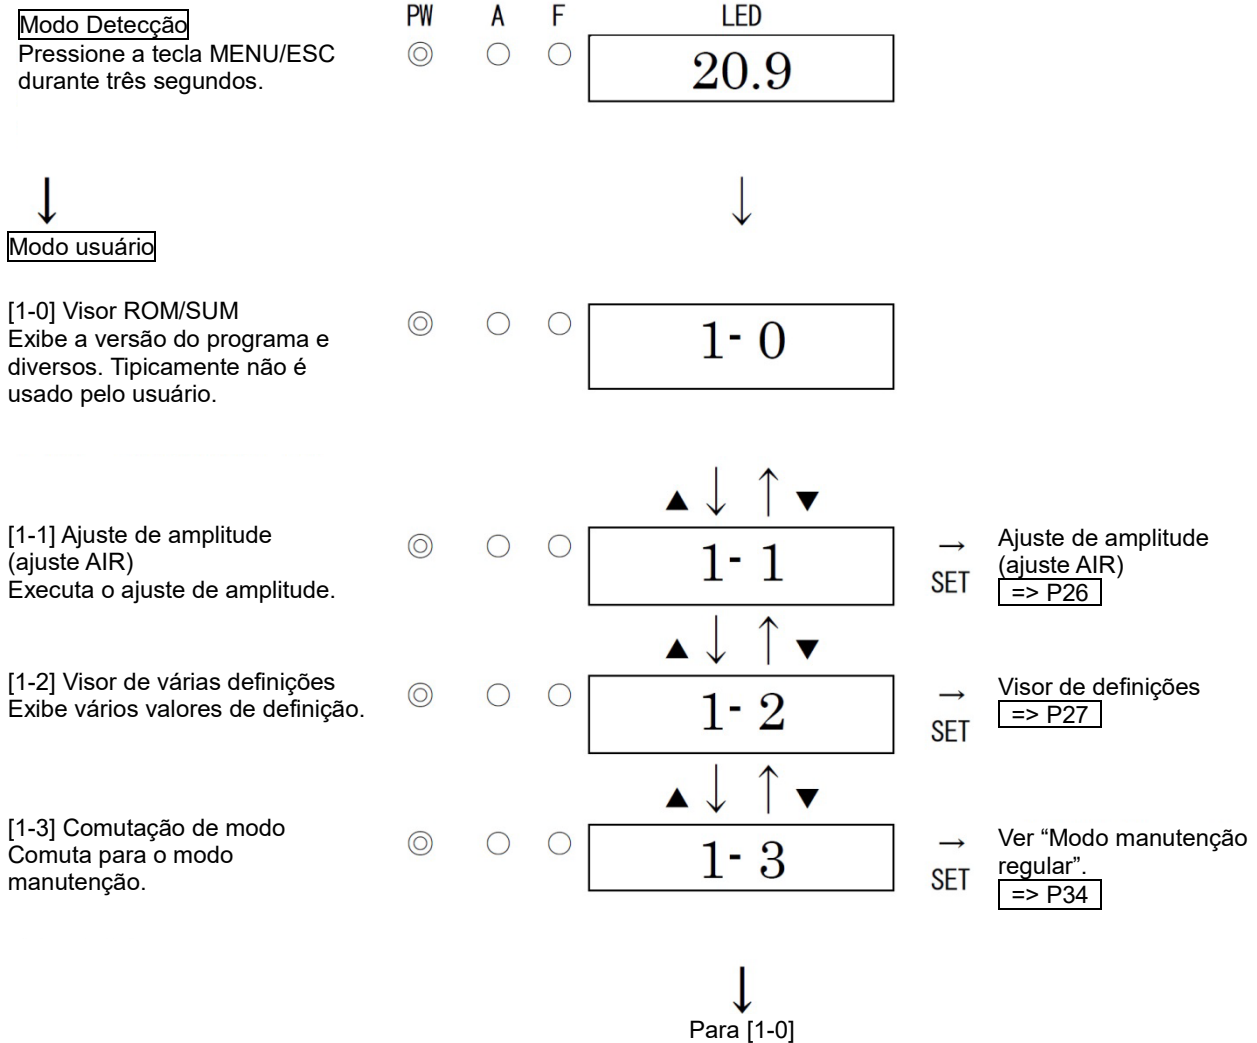 PW A F LED
Modo Detecção
Pressione a tecla MENU/ESC
durante três segundos.
20.9
↓ ↓
Modo usuário
[1-0] Visor ROM/SUM
Exibe a versão do programa e
diversos. Tipicamente não é
usado pelo usuário.
1- 0
▲ ↓ ↑ ▼
[1-1] Ajuste de amplitude
(ajuste AIR)
Executa o ajuste de amplitude.
1- 1
→
SET
Ajuste de amplitude
(ajuste AIR)
=> P26
▲ ↓ ↑ ▼
[1-2] Visor de várias definições
Exibe vários valores de definição.
1- 2
→
SET
Visor de definições
=> P27
▲ ↓ ↑ ▼
[1-3] Comutação de modo
Comuta para o modo
manutenção.
1- 3
→
SET
Ver “Modo manutenção
regular”.
=> P34
↓
Para [1-0]